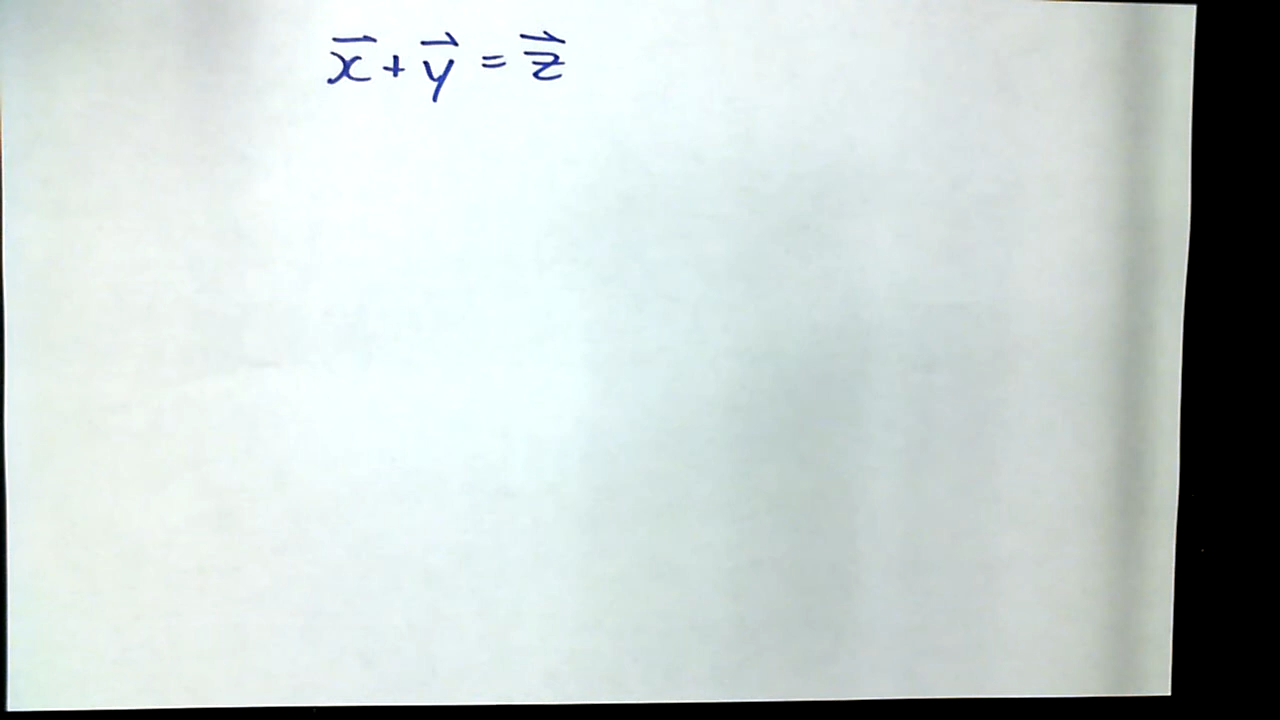 x⃗ + y⃗ = z⃗